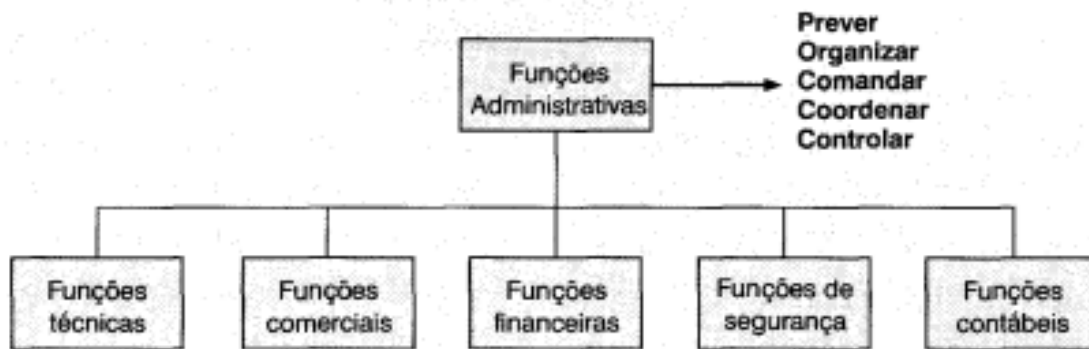 Funções
Administrativas
Prever
Organizar
Comandar
Coordenar
Controlar
Funções
técnicas
Funções
comerciais
Funções
financeiras
Funções de
segurança
Funções
contábeis